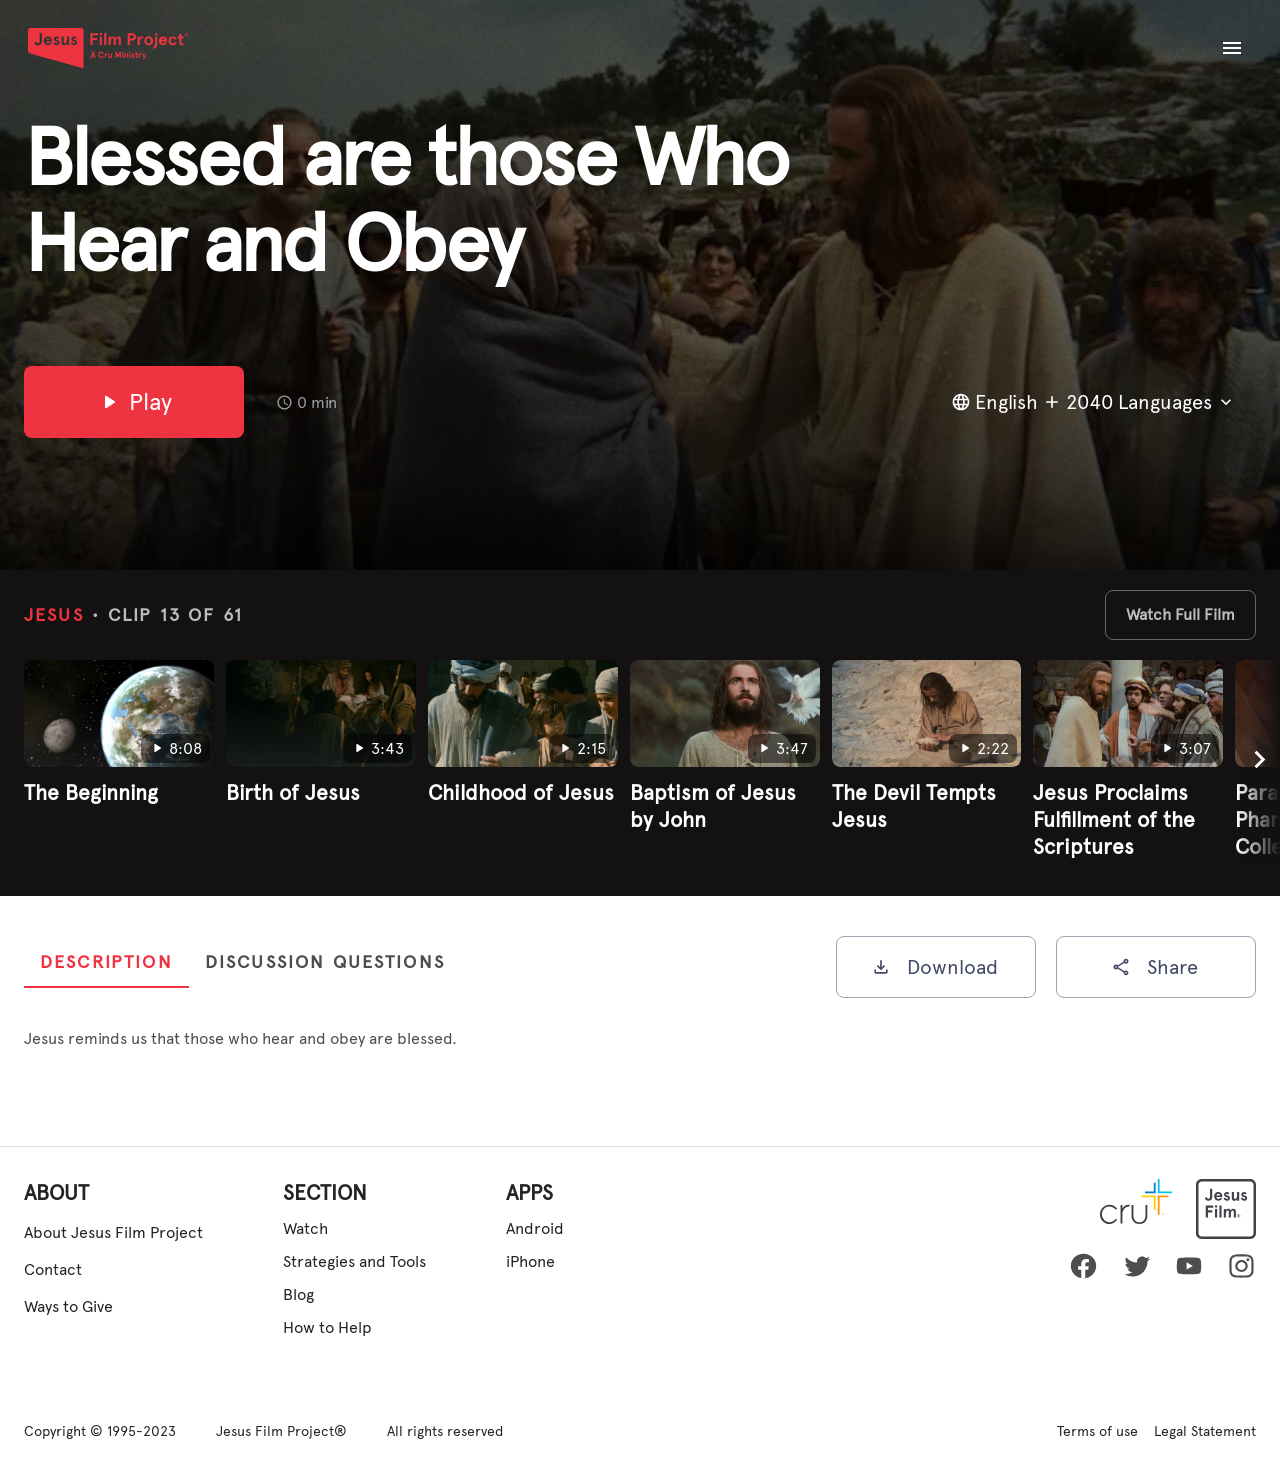 Jesus Film Project®
A Cru Ministry
Blessed are those Who
Hear and Obey
Play
0 min
English + 2040 Languages
JESUS • CLIP 13 OF 61
Watch Full Film
8:08
3:43
2:15
3:47
2:22
3:07
The Beginning
Birth of Jesus
Childhood of Jesus
Baptism of Jesus
by John
The Devil Tempts
Jesus
Jesus Proclaims
Fulfillment of the
Scriptures
DESCRIPTION
DISCUSSION QUESTIONS
Download
Share
Jesus reminds us that those who hear and obey are blessed.
ABOUT
About Jesus Film Project
Contact
Ways to Give
SECTION
Watch
Strategies and Tools
Blog
How to Help
APPS
Android
iPhone
cru
Jesus
Film®
Copyright © 1995-2023
Jesus Film Project®
All rights reserved
Terms of use
Legal Statement